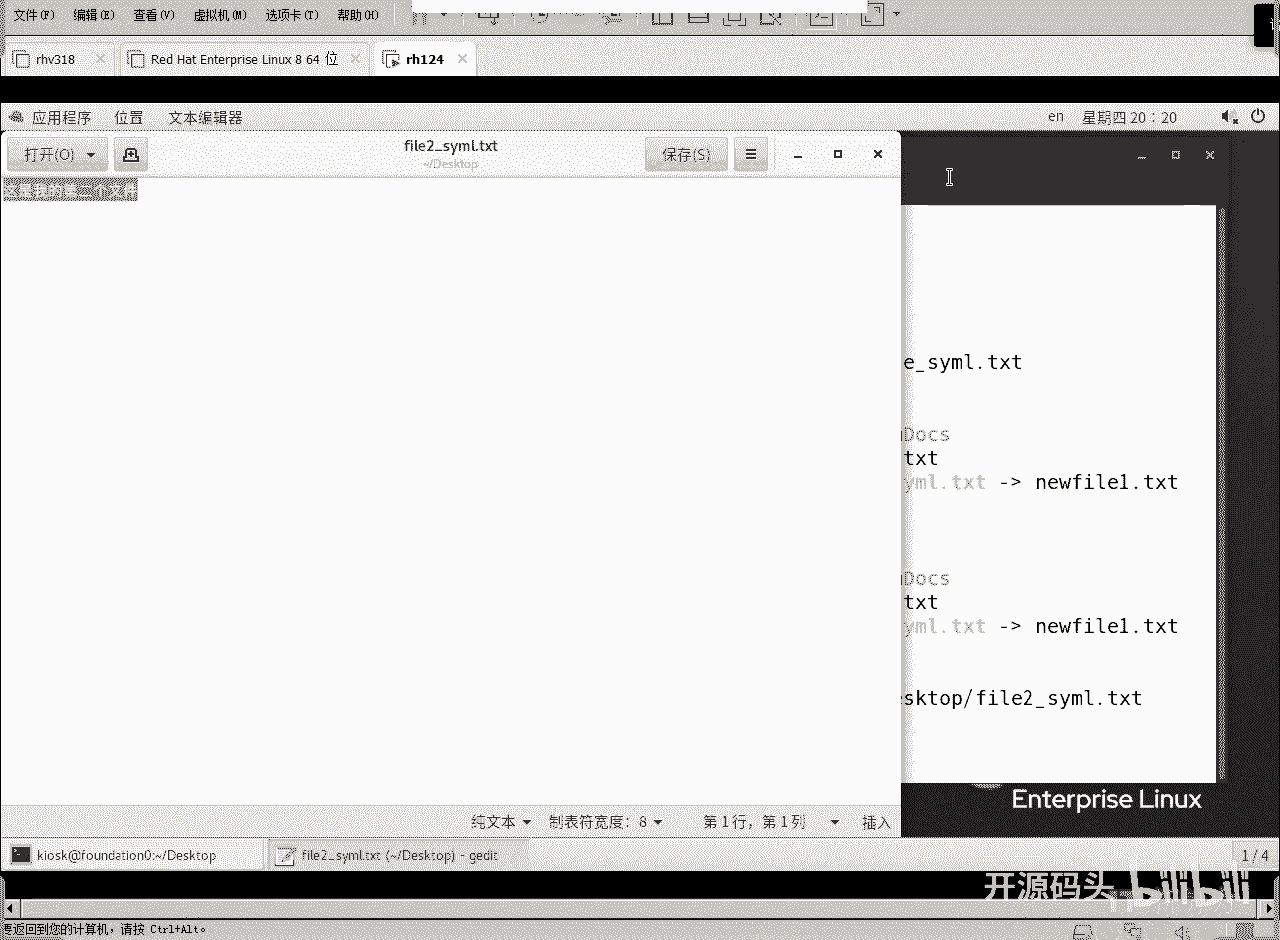 文件(F) 编辑(E) 查看(V) 虚拟机(M) 选项卡(T) 帮助(H)
rhv318 Red Hat Enterprise Linux 8 64 位 rh124
应用程序 位置 文本编辑器 en 星期四 20：20
打开(O) file2_syml.txt 保存(S)
~/Desktop
这是我的第二个文件
e_syml.txt
Docs
txt
yml.txt -> newfile1.txt
Docs
txt
yml.txt -> newfile1.txt
sktop/file2_syml.txt
Enterprise Linux
纯文本 制表符宽度：8 第 1 行，第 1 列 插入
kiosk@foundation0:~/Desktop file2_syml.txt (~/Desktop) - gedit 1 / 4
开源码头 bilibili
要返回到您的计算机，请按 Ctrl+Alt。